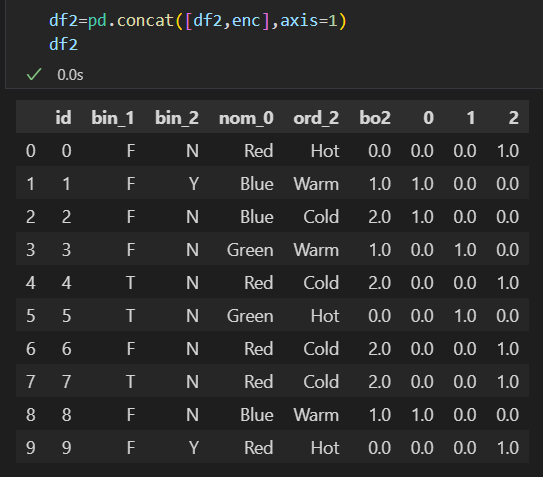 df2=pd.concat([df2,enc],axis=1)
df2
0.0s
id bin_1 bin_2 nom_0 ord_2 bo2 0 1 2
0 0 F N Red Hot 0.0 0.0 0.0 1.0
1 1 F Y Blue Warm 1.0 1.0 0.0 0.0
2 2 F N Blue Cold 2.0 1.0 0.0 0.0
3 3 F N Green Warm 1.0 0.0 1.0 0.0
4 4 T N Red Cold 2.0 0.0 0.0 1.0
5 5 T N Green Hot 0.0 0.0 1.0 0.0
6 6 F N Red Cold 2.0 0.0 0.0 1.0
7 7 T N Red Cold 2.0 0.0 0.0 1.0
8 8 F N Blue Warm 1.0 1.0 0.0 0.0
9 9 F Y Red Hot 0.0 0.0 0.0 1.0